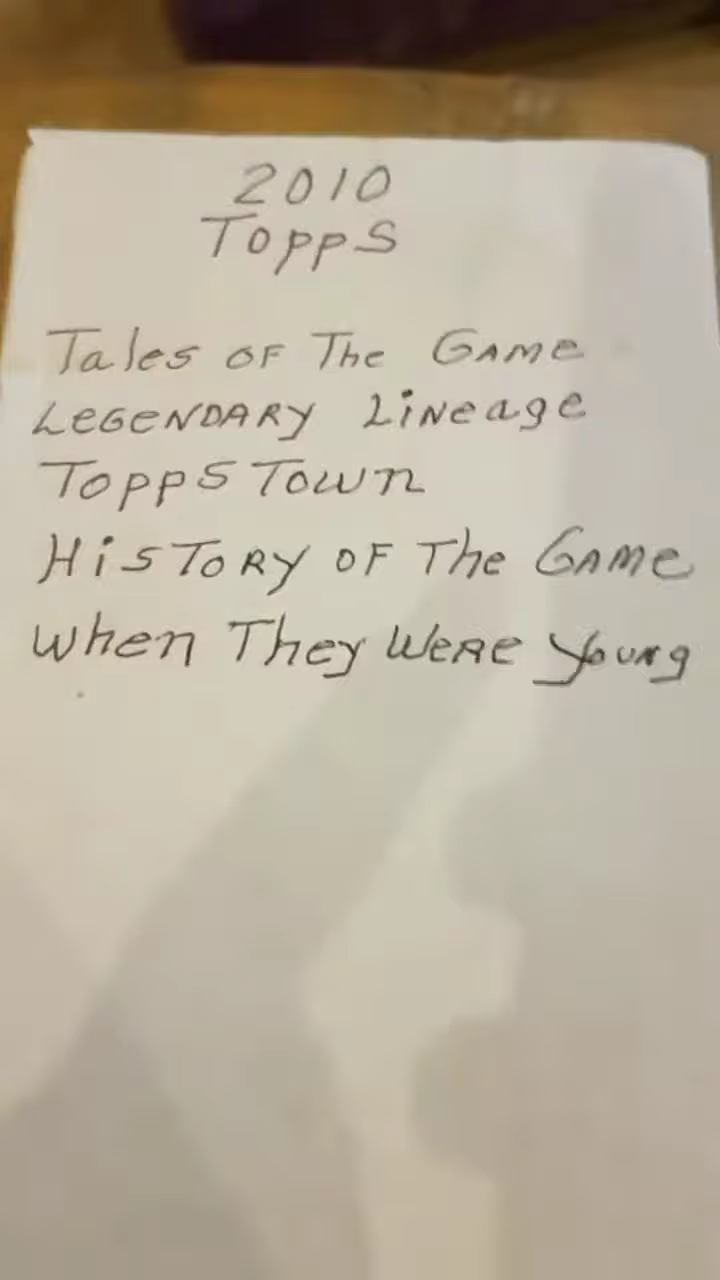 2010
Topps
Tales OF The GAme
LEGENDARY LiNeage
TOPPS Town
HiSTORY OF The GAme
When They WeRe Young